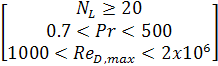 N_L ≥ 20
0.7 < Pr < 500
1000 < Re_{D,max} < 2x10^6